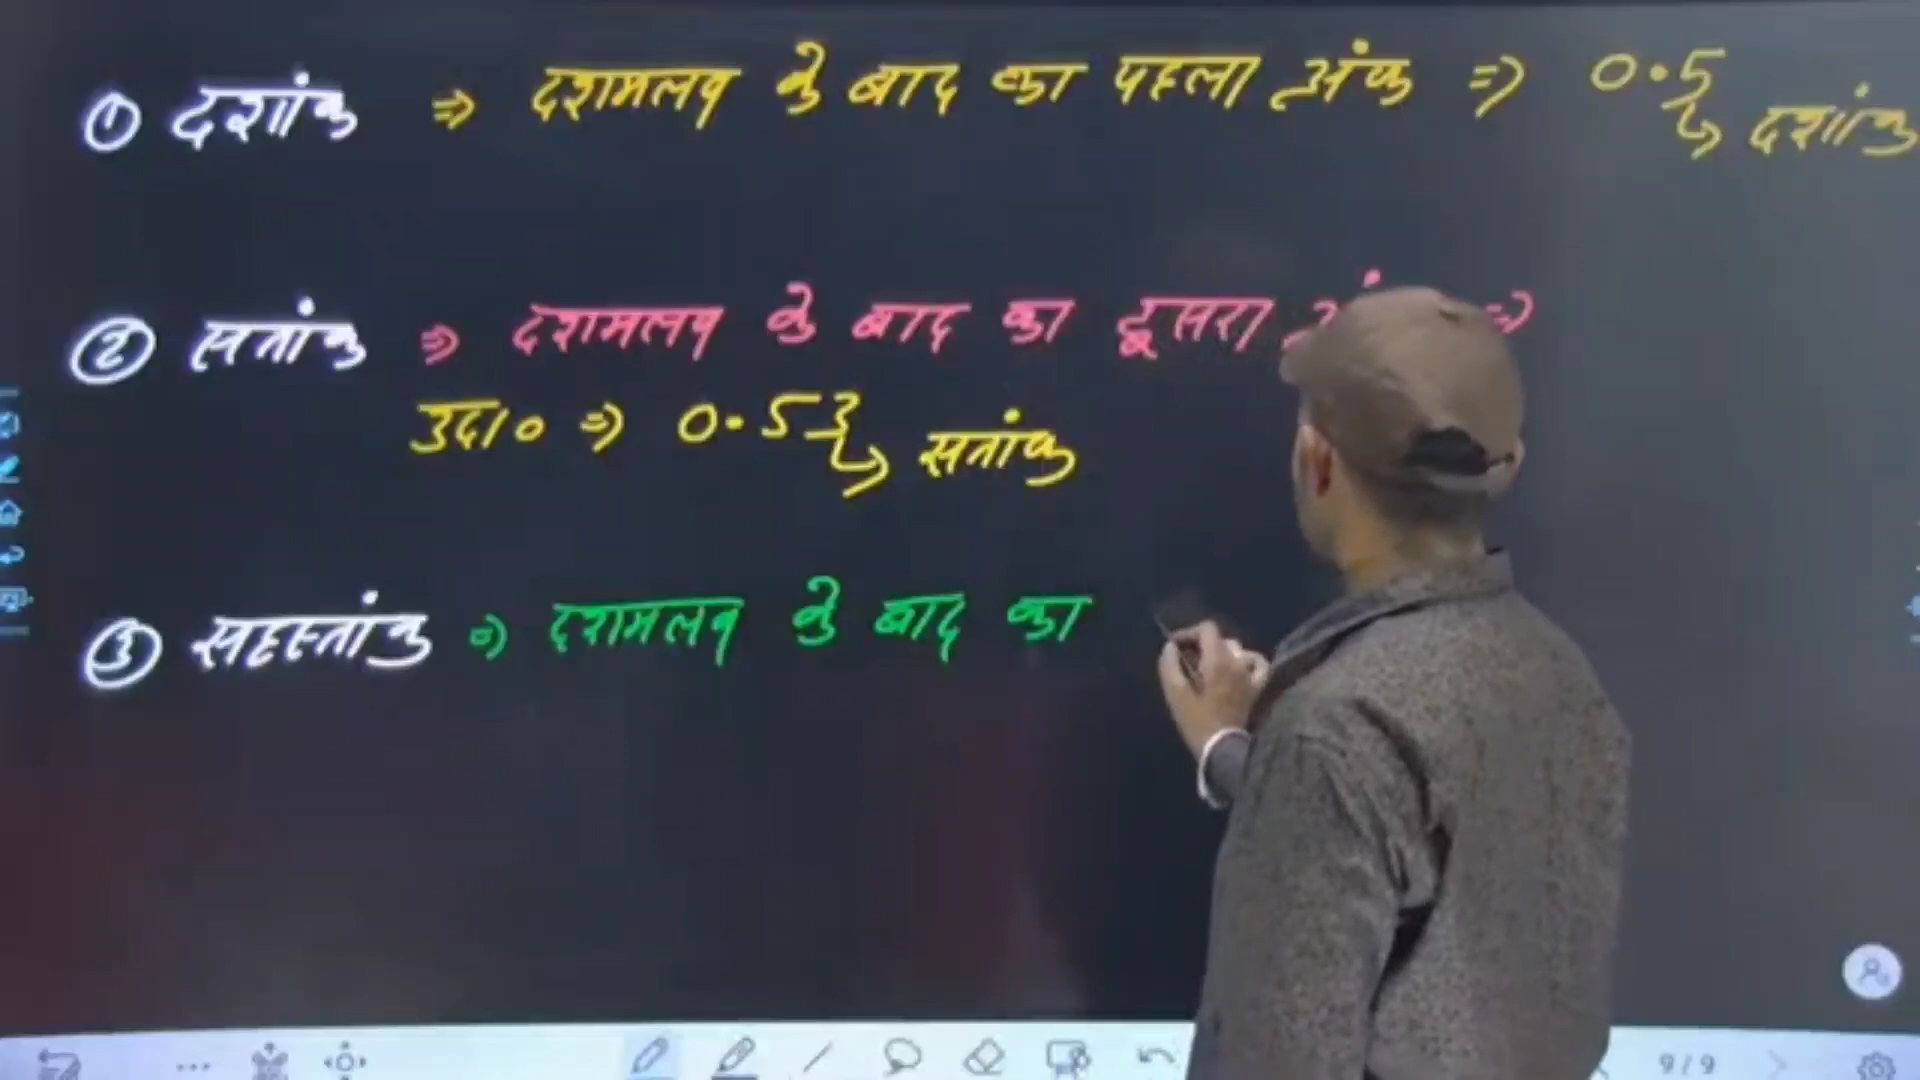 ① दशांक ⇒ दशमलव के बाद का पहला अंक ⇒ 0.5 दशांक
② सतांक ⇒ दशमलव के बाद का दूसरा ⇒
उदा० ⇒ 0.53 सतांक
③ सहस्तांक ⇒ दशमलव के बाद का
9/9